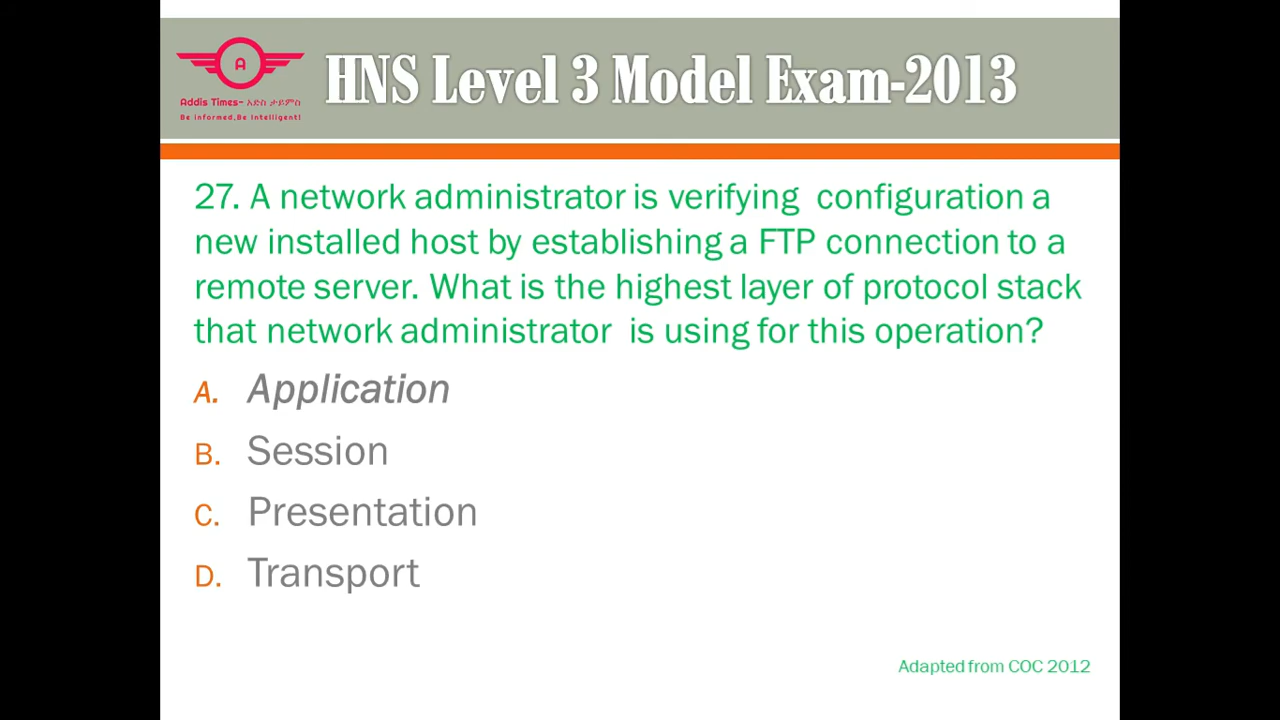 A
Addis Times- አድስ ታይምስ
Be informed,Be Intelligent!
HNS Level 3 Model Exam-2013
27. A network administrator is verifying configuration a
new installed host by establishing a FTP connection to a
remote server. What is the highest layer of protocol stack
that network administrator is using for this operation?
A. Application
B. Session
C. Presentation
D. Transport
Adapted from COC 2012